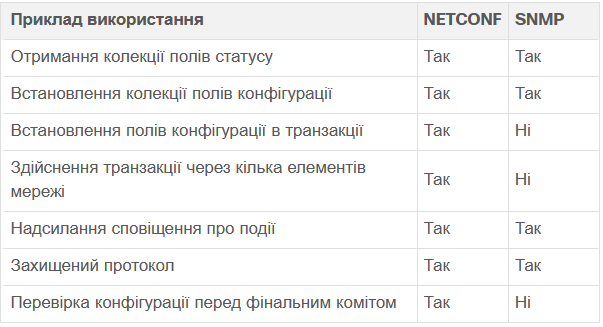 Приклад використання NETCONF SNMP
Отримання колекції полів статусу Так Так
Встановлення колекції полів конфігурації Так Так
Встановлення полів конфігурації в транзакції Так Ні
Здійснення транзакції через кілька елементів
мережі Так Ні
Надсилання сповіщення про події Так Так
Захищений протокол Так Так
Перевірка конфігурації перед фінальним комітом Так Ні